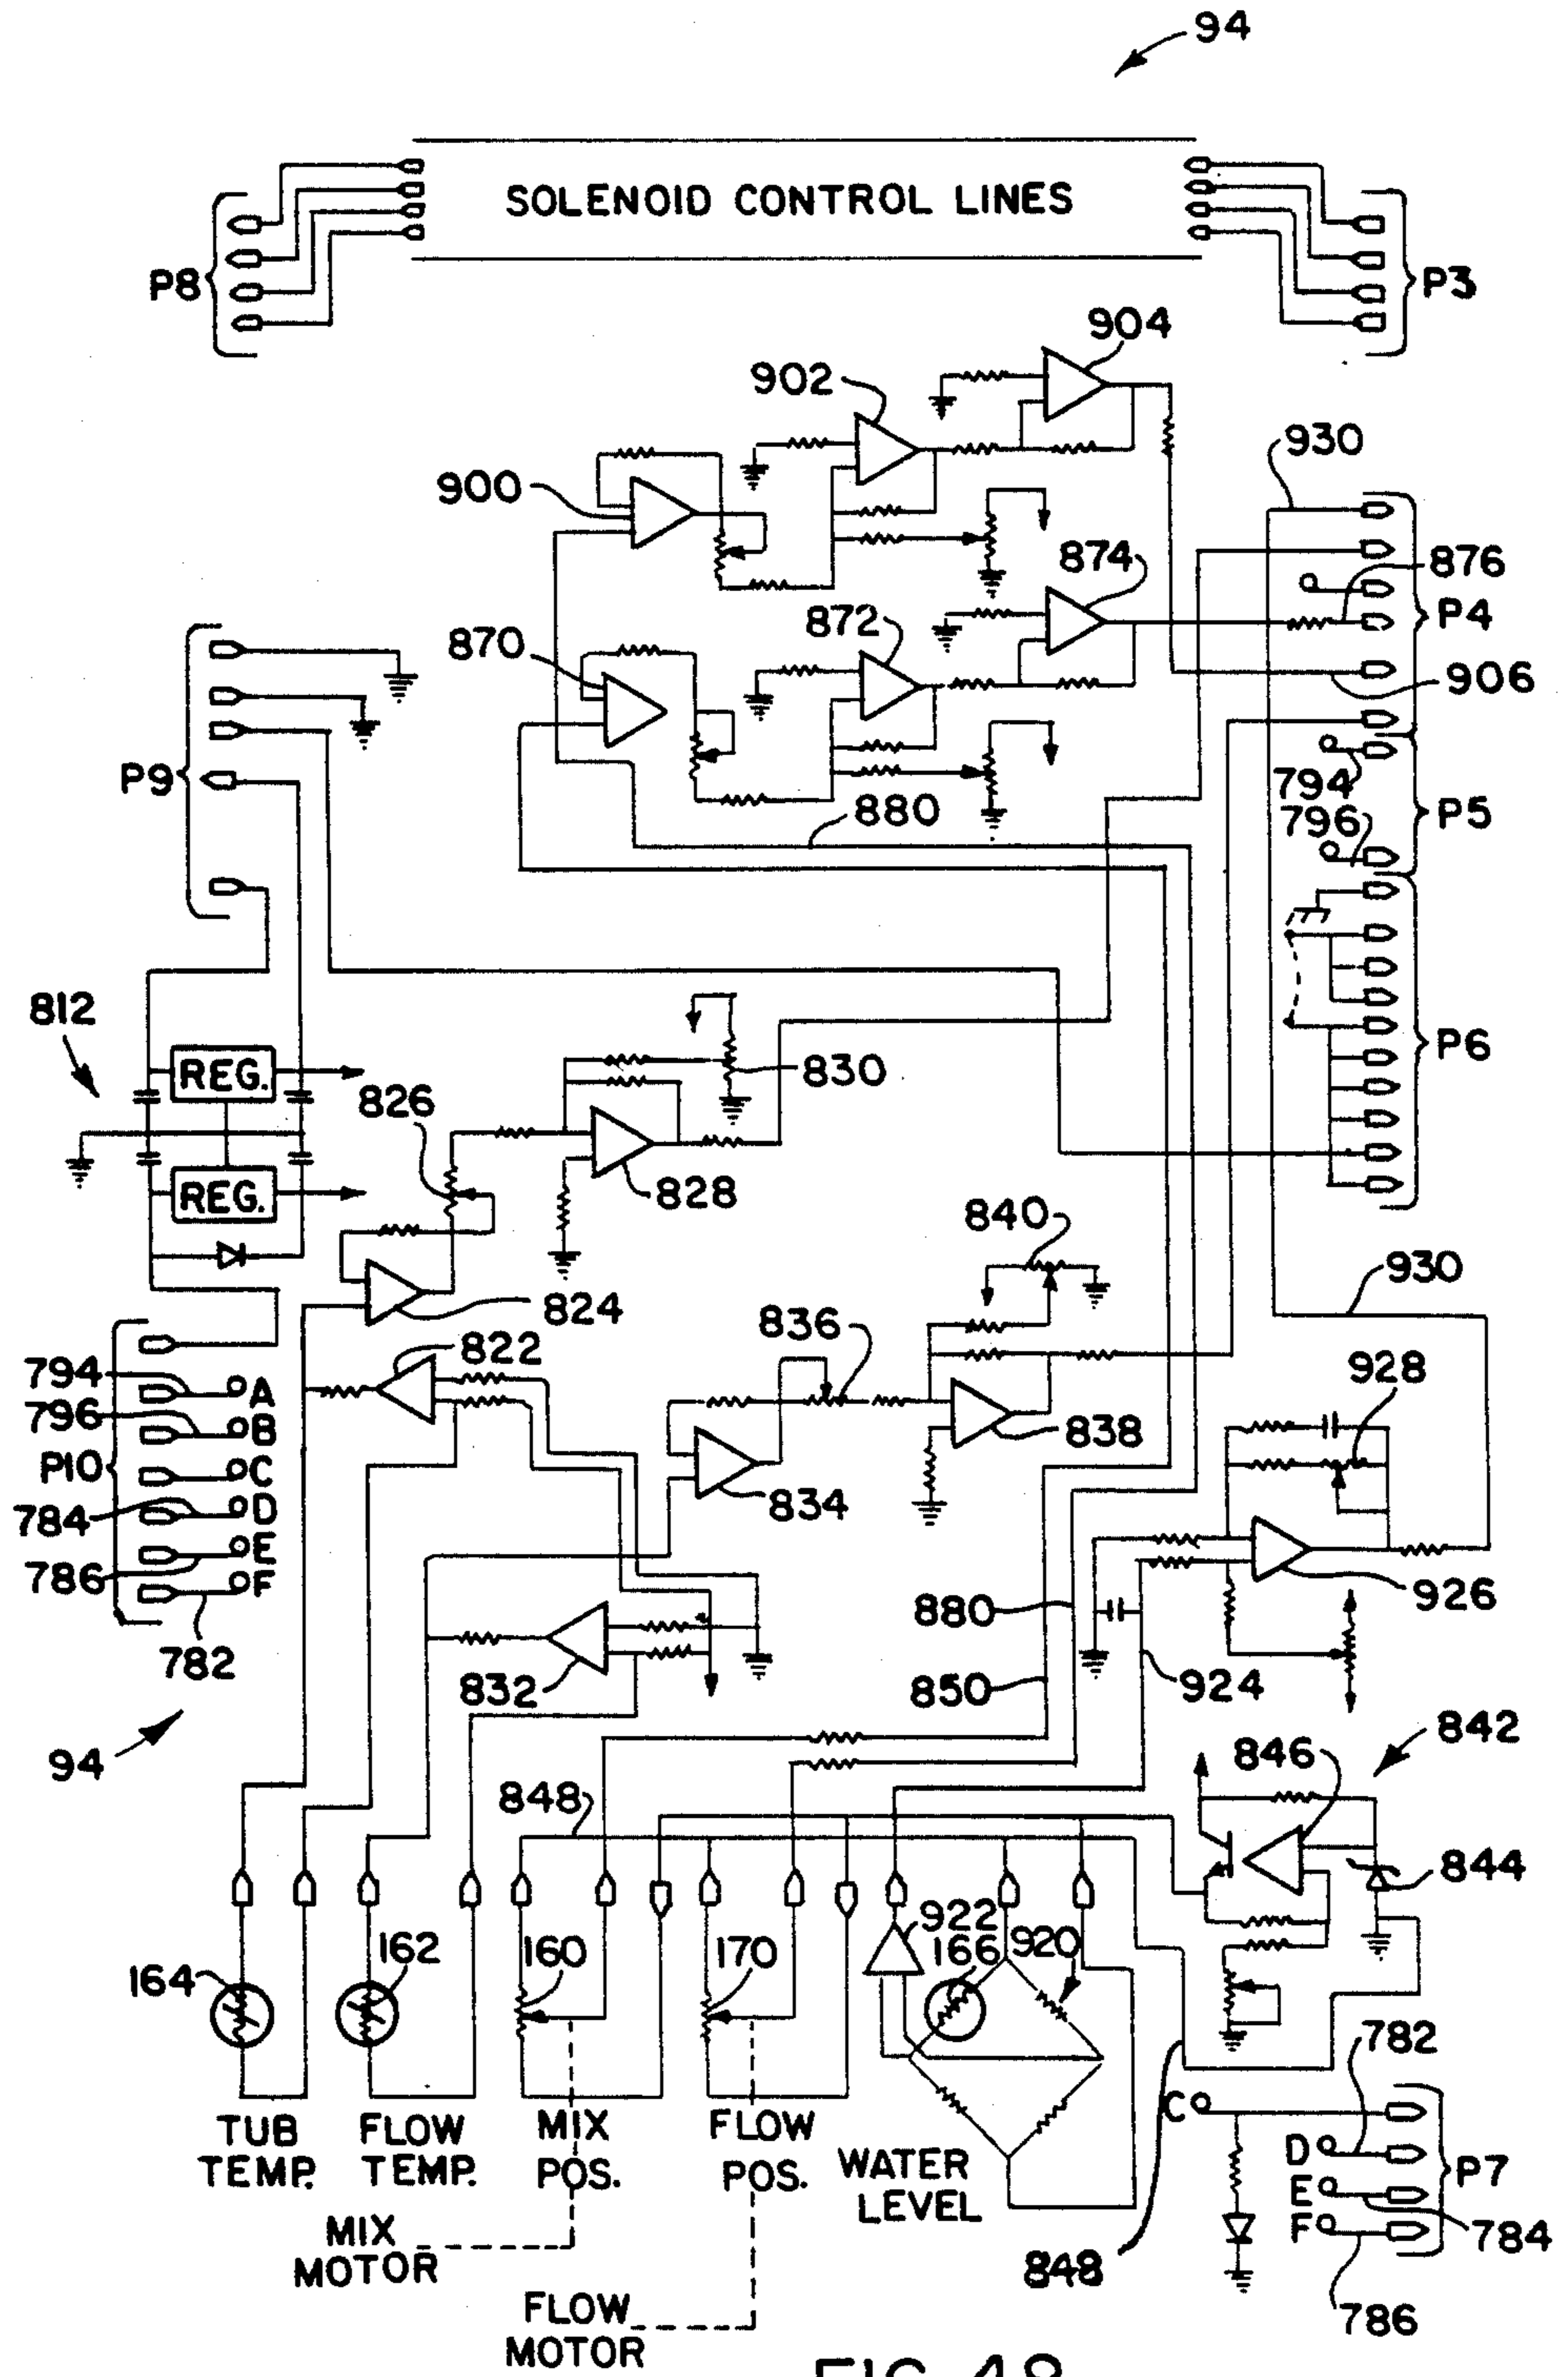 94
SOLENOID CONTROL LINES
P8
P3
904
902
930
900
874
876
P4
872
870
906
P9
794
P5
880
796
812
REG.
830
P6
826
REG.
828
840
930
824
836
822
928
794
A
796
B
838
P10
C
834
784
D
E
786
F
880
926
782
832
850
924
842
94
846
848
844
922
162
160
170
166
920
164
782
C
TUB
TEMP.
FLOW
TEMP.
MIX
POS.
FLOW
POS.
WATER
LEVEL
D
P7
E
784
F
MIX
MOTOR
848
786
FLOW
MOTOR